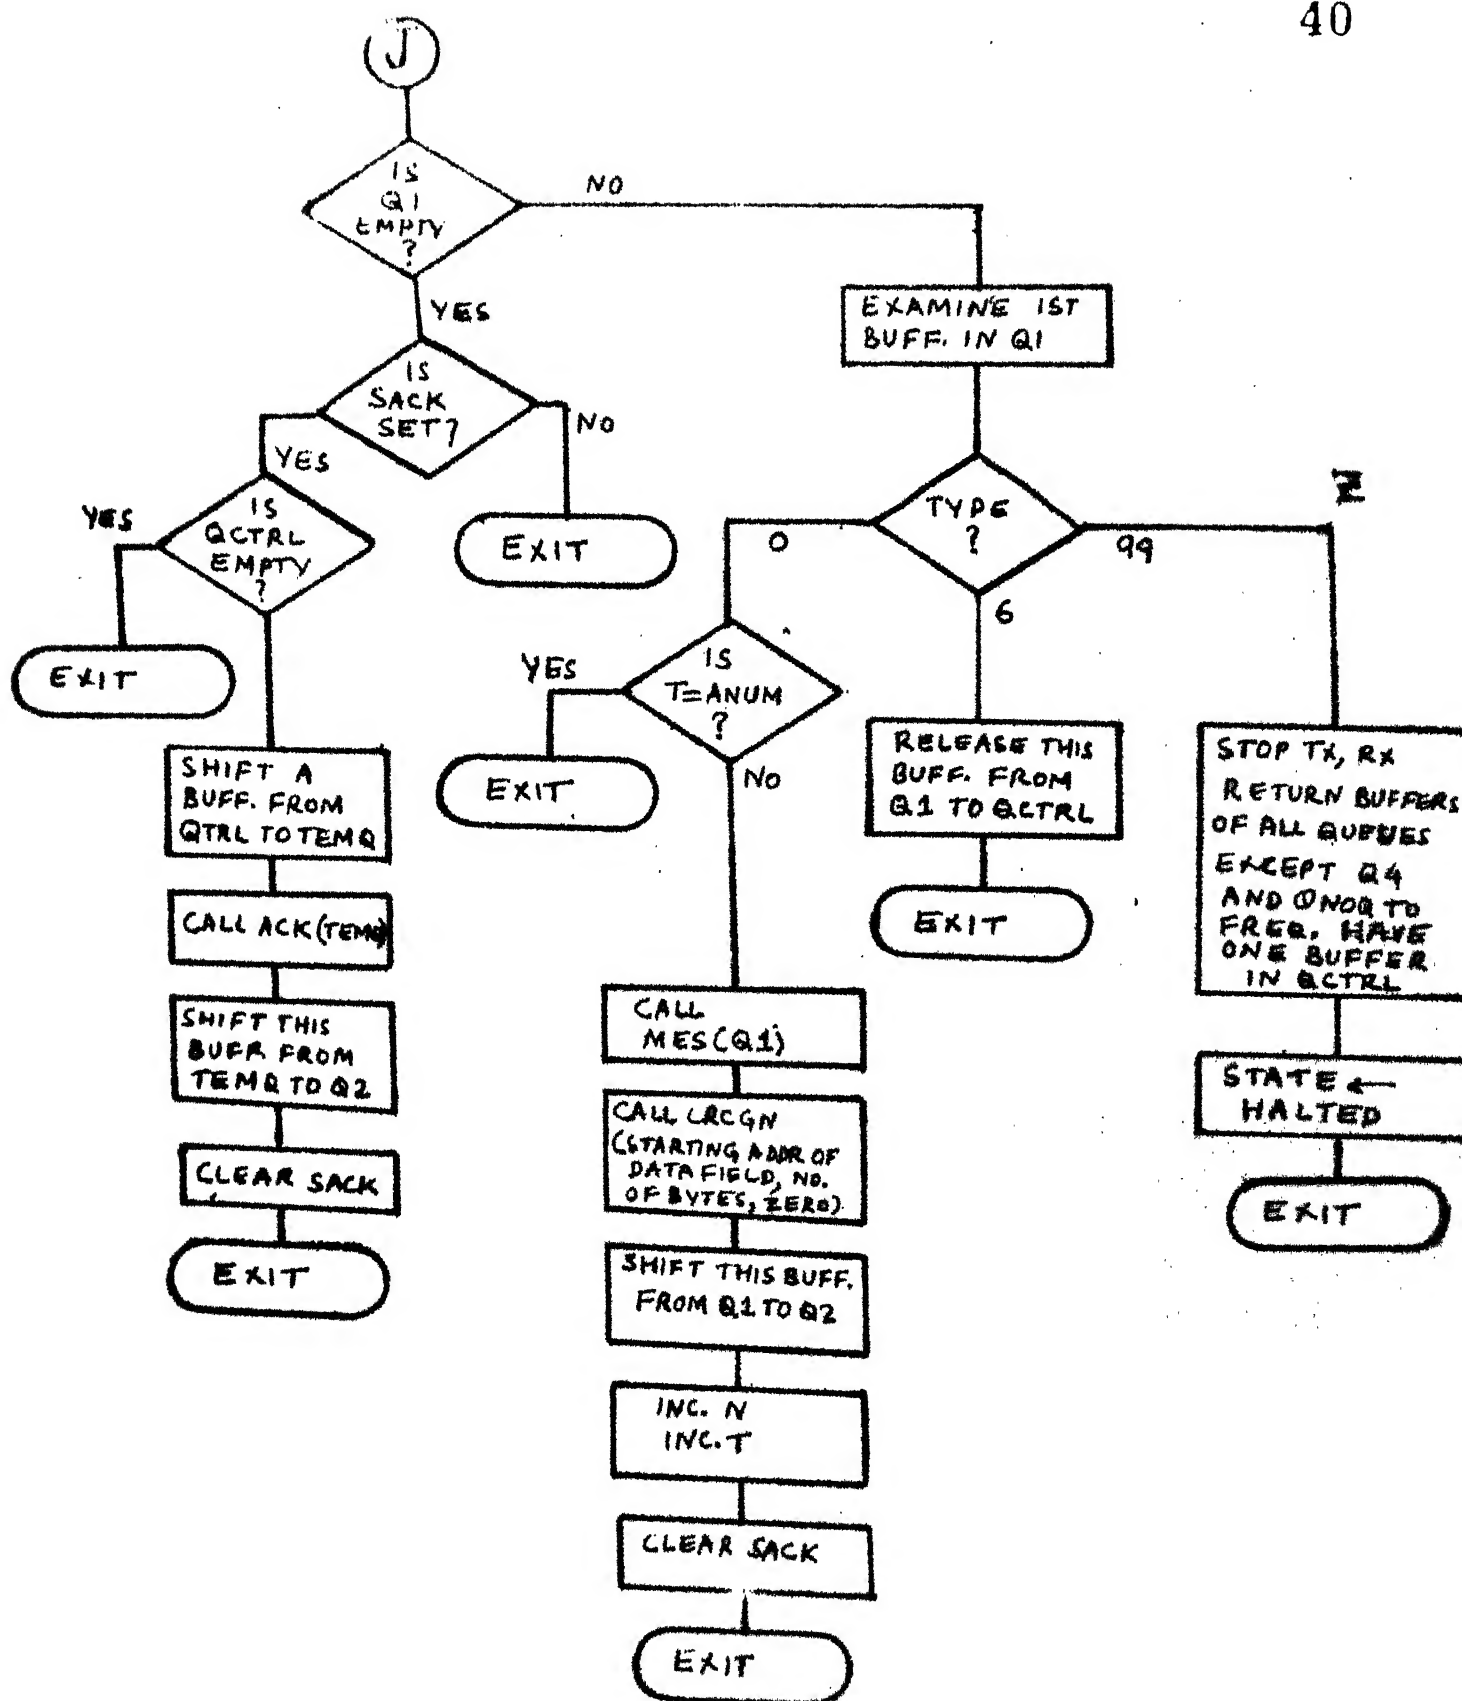 40
J
IS
Q1
EMPTY
?
NO
YES
EXAMINE 1ST
BUFF. IN Q1
IS
SACK
SET?
NO
YES
EXIT
IS
QCTRL
EMPTY
?
YES
EXIT
SHIFT A
BUFF. FROM
QTRL TO TEMQ
CALL ACK(TEMQ)
SHIFT THIS
BUFR FROM
TEMQ TO Q2
CLEAR SACK
EXIT
TYPE
?
0
6
99
IS
T=ANUM
?
YES
EXIT
NO
CALL
MES(Q1)
CALL LRCGN
(STARTING ADDR OF
DATA FIELD, NO.
OF BYTES, ZERO)
SHIFT THIS BUFF.
FROM Q1 TO Q2
INC. N
INC. T
CLEAR SACK
EXIT
RELEASE THIS
BUFF. FROM
Q1 TO QCTRL
EXIT
STOP TX, RX
RETURN BUFFERS
OF ALL QUEUES
EXCEPT Q4
AND TO
FREQ. HAVE
ONE BUFFER
IN QCTRL
STATE ←
HALTED
EXIT